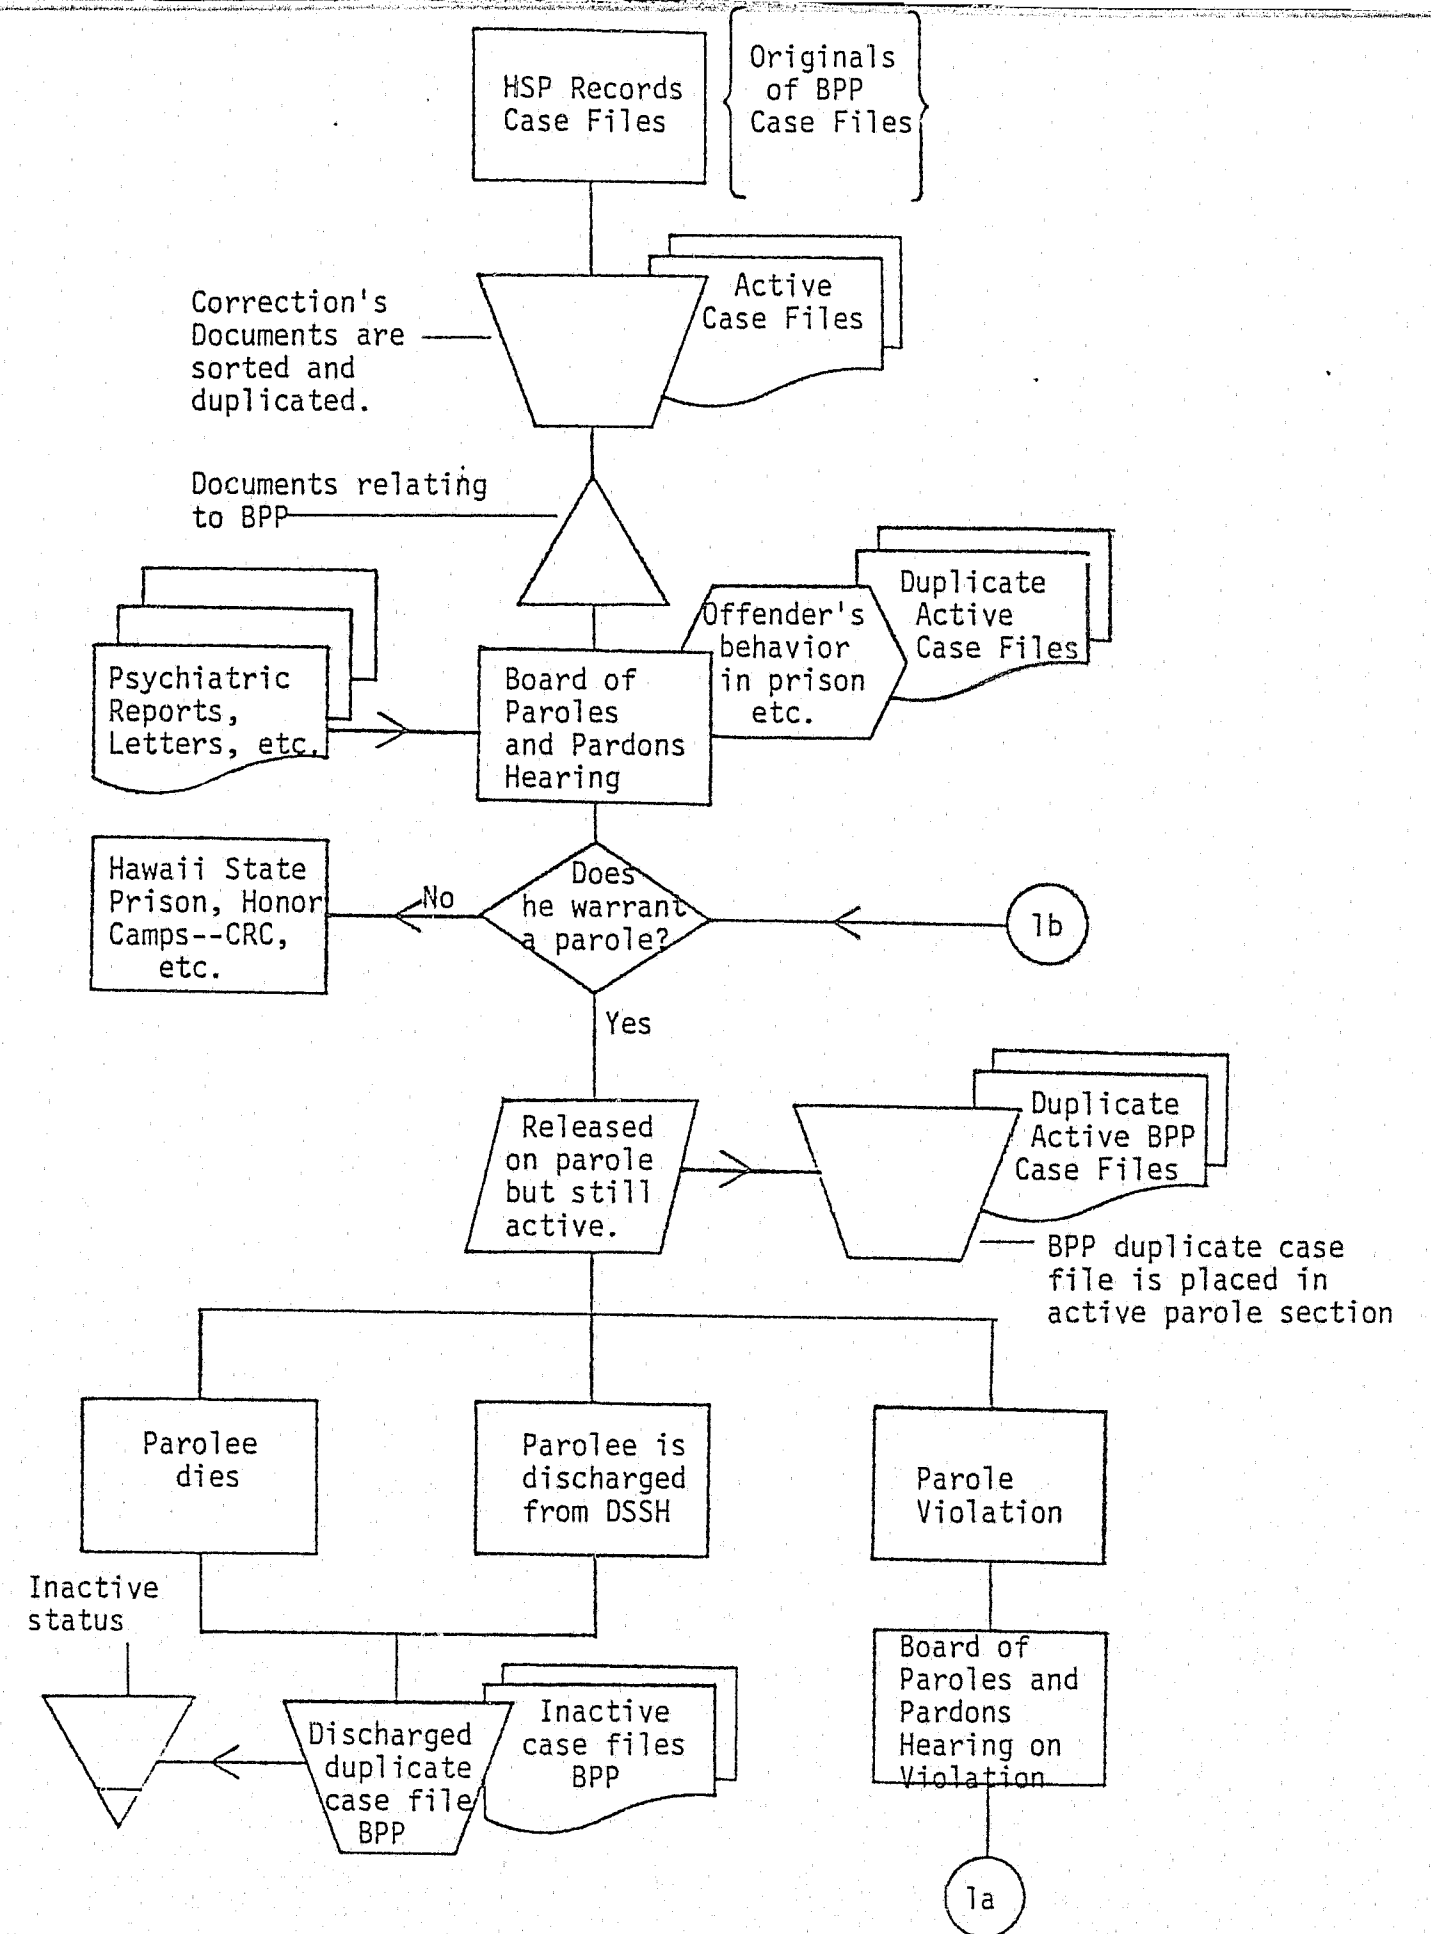 HSP Records
Case Files
Originals
of BPP
Case Files
Active
Case Files
Correction's
Documents are
sorted and
duplicated.
Documents relating
to BPP
Duplicate
Active
Case Files
Offender's
behavior
in prison
etc.
Psychiatric
Reports,
Letters, etc.
Board of
Paroles
and Pardons
Hearing
Hawaii State
Prison, Honor
Camps--CRC,
etc.
No
Does
he warrant
a parole?
1b
Yes
Released
on parole
but still
active.
Duplicate
Active BPP
Case Files
BPP duplicate case
file is placed in
active parole section
Parolee
dies
Parolee is
discharged
from DSSH
Parole
Violation
Inactive
status
Discharged
duplicate
case file
BPP
Inactive
case files
BPP
Board of
Paroles and
Pardons
Hearing on
Violation
1a